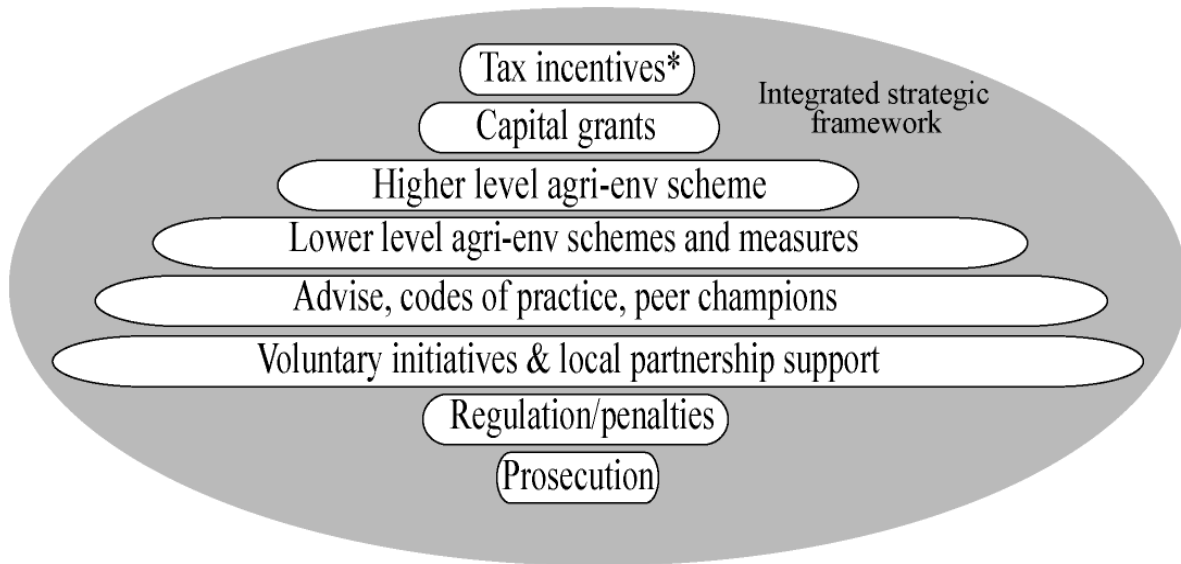 Tax incentives*
Integrated strategic
framework
Capital grants
Higher level agri-env scheme
Lower level agri-env schemes and measures
Advise, codes of practice, peer champions
Voluntary initiatives & local partnership support
Regulation/penalties
Prosecution